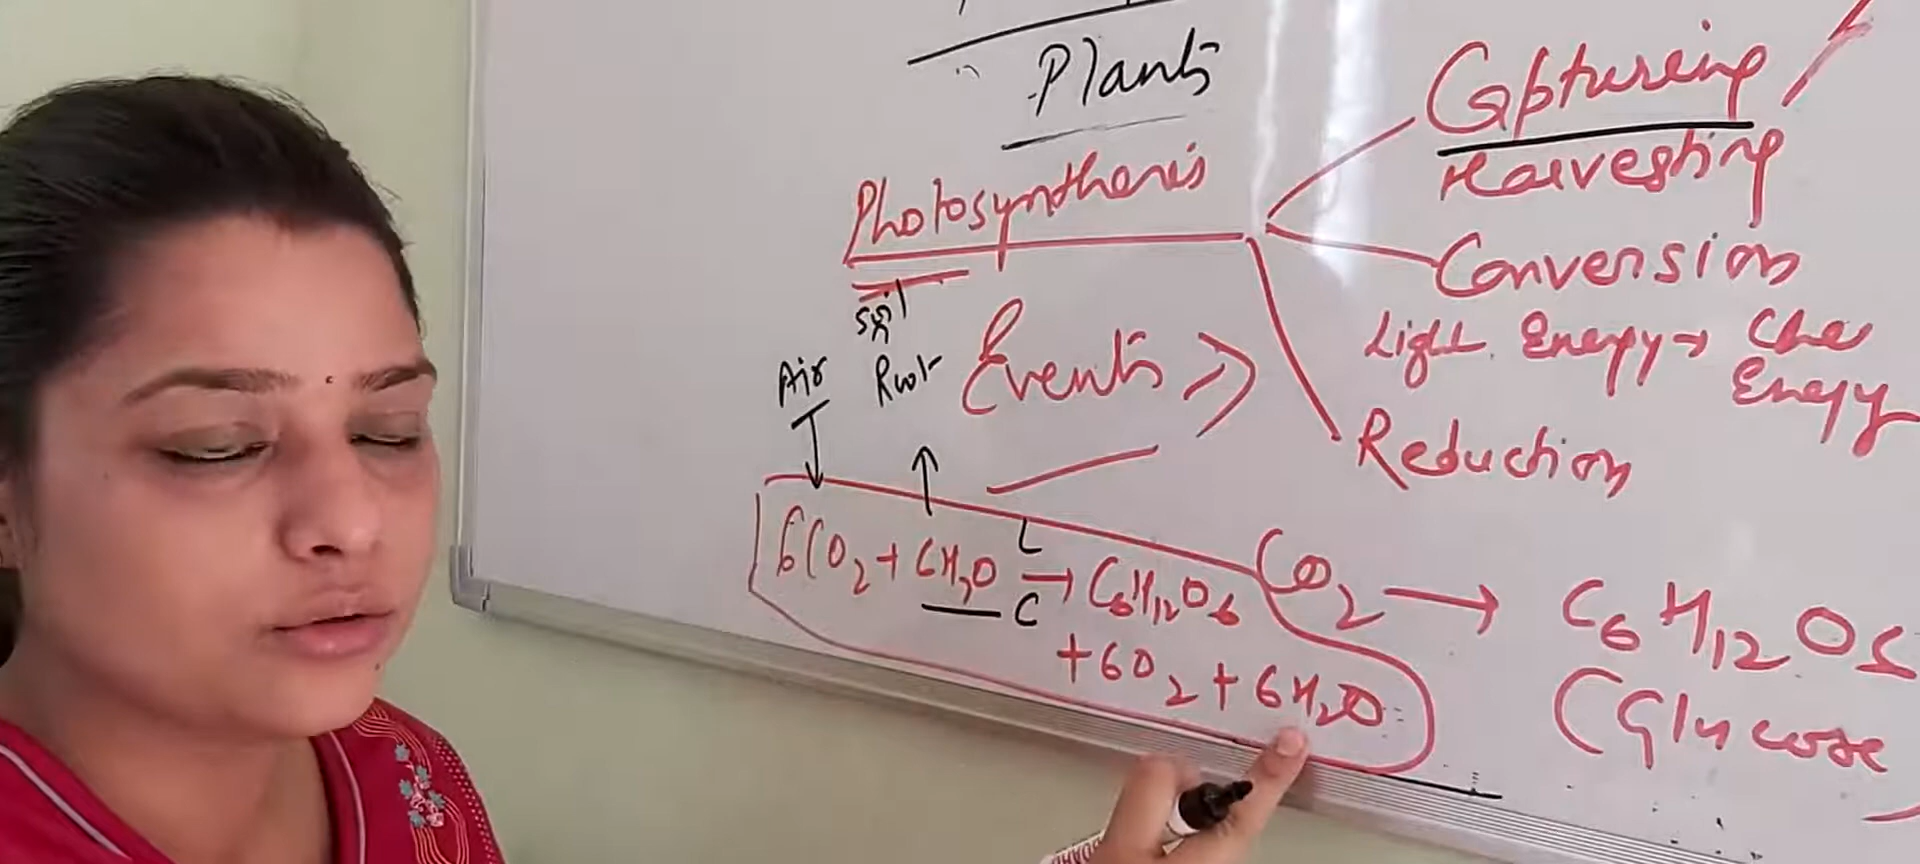 Plants
Photosynthesis
Capturing
Harvesting
Conversion
Light Energy → Che
Energy
Reduction
Events
Soil
Air Root
6CO2 + 6H2O → C6H12O6
L
C
+ 6O2 + 6H2O
CO2 → C6H12O6
(Glucose